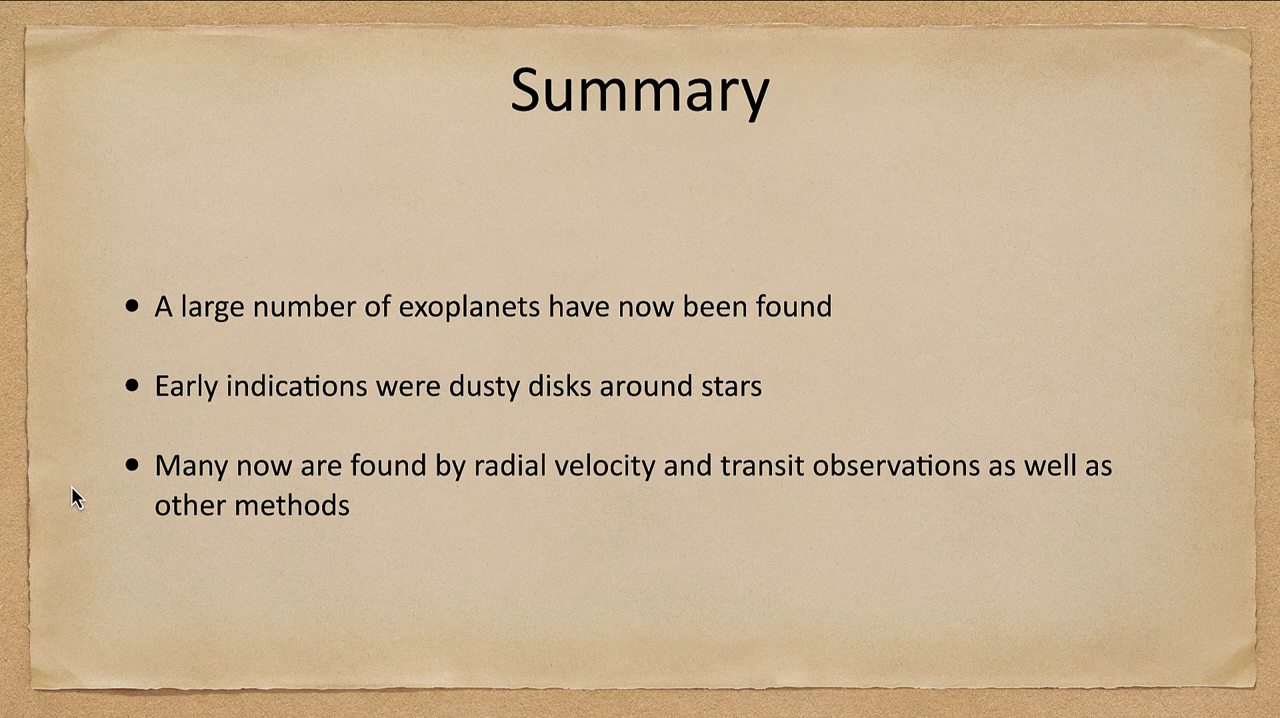 Summary
• A large number of exoplanets have now been found
• Early indications were dusty disks around stars
• Many now are found by radial velocity and transit observations as well as
other methods